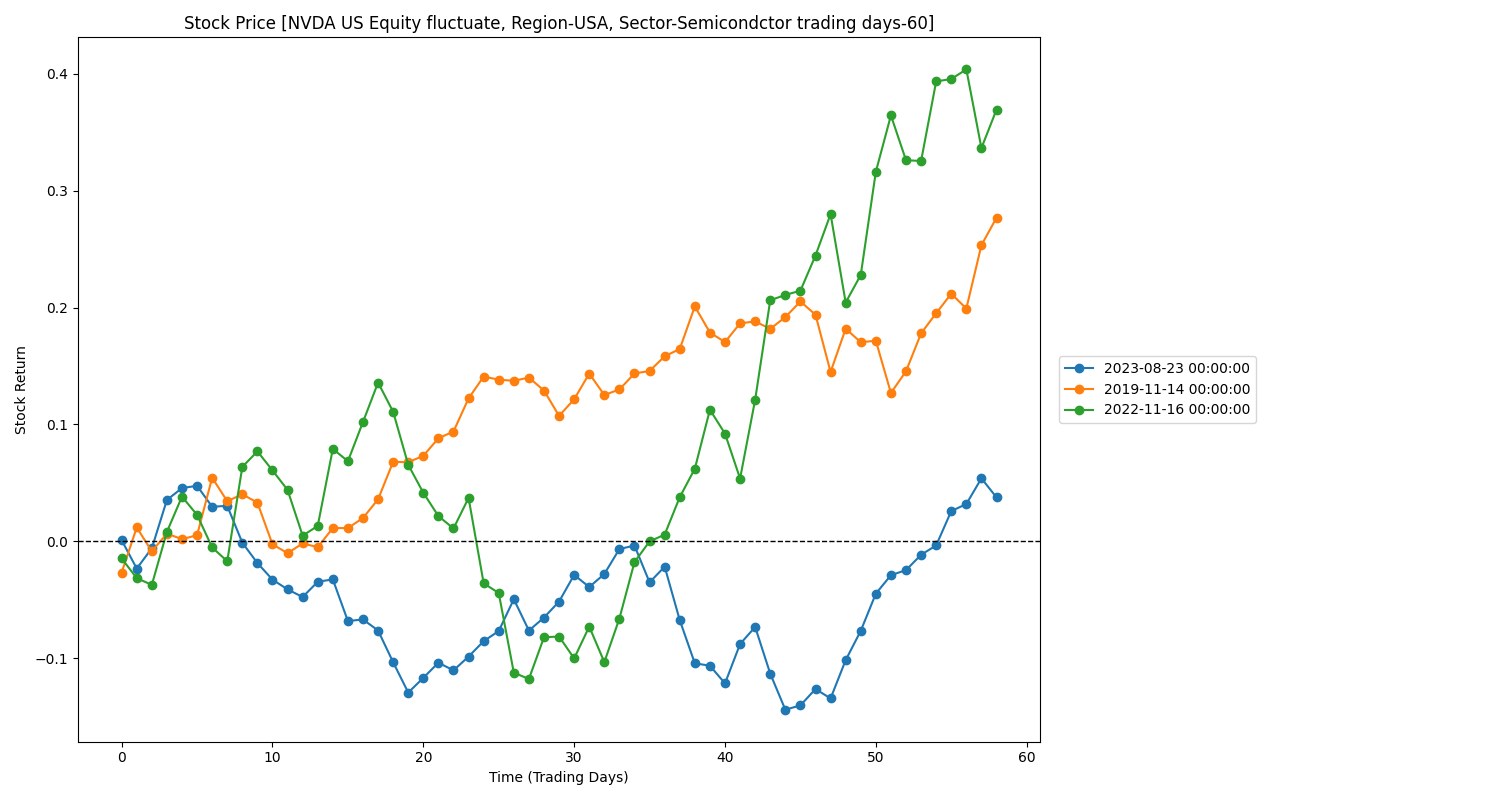 Stock Price [NVDA US Equity fluctuate, Region-USA, Sector-Semicondctor trading days-60]
Stock Return
0.4
0.3
0.2
0.1
0.0
−0.1
0 10 20 30 40 50 60
Time (Trading Days)
2023-08-23 00:00:00
2019-11-14 00:00:00
2022-11-16 00:00:00